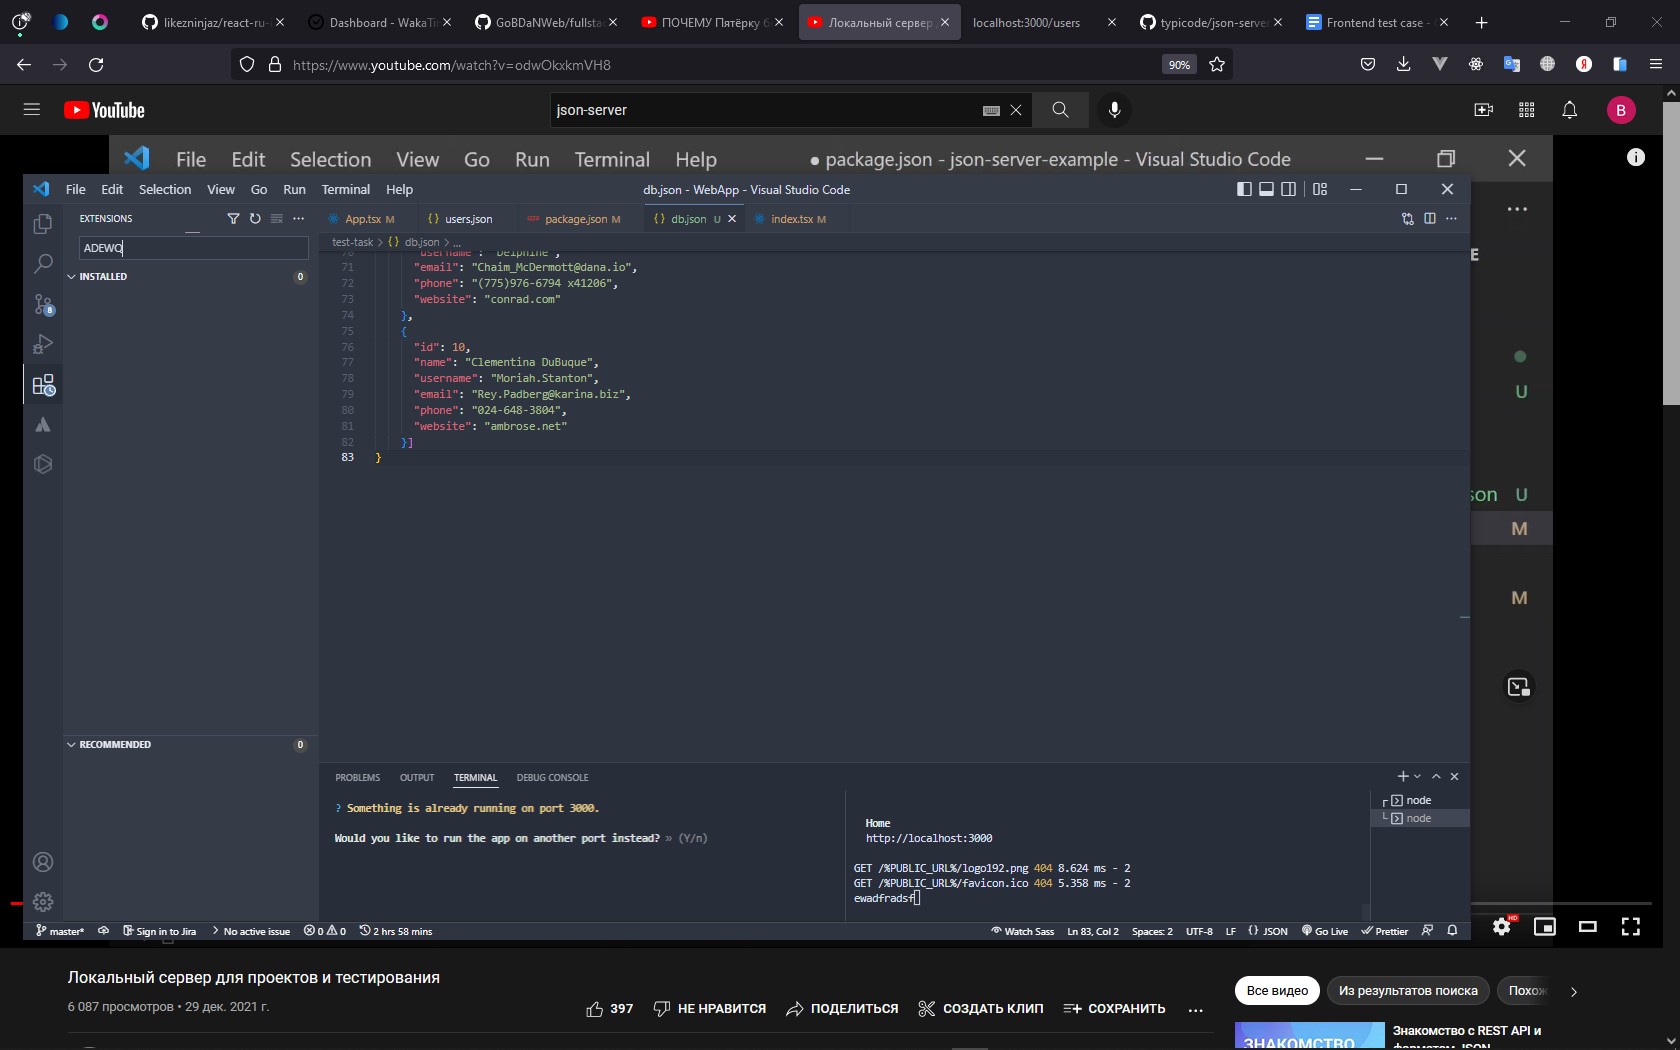 likezninjaz/react-ru-
Dashboard - WakaTi
GoBDaNWeb/fullsta
ПОЧЕМУ Пятёрку б
Локальный сервер
localhost:3000/users
typicode/json-server
Frontend test case -
https://www.youtube.com/watch?v=odwOkxkmVH8
90%
YouTube
json-server
B
File Edit Selection View Go Run Terminal Help
● package.json - json-server-example - Visual Studio Code
File Edit Selection View Go Run Terminal Help
db.json - WebApp - Visual Studio Code
EXTENSIONS
App.tsx M
users.json
package.json M
db.json U
index.tsx M
ADEWQ
test-task > {} db.json > ...
INSTALLED 0
70 "username": "Delphine",
71 "email": "Chaim_McDermott@dana.io",
72 "phone": "(775)976-6794 x41206",
73 "website": "conrad.com"
74 },
75 {
76 "id": 10,
77 "name": "Clementina DuBuque",
78 "username": "Moriah.Stanton",
79 "email": "Rey.Padberg@karina.biz",
80 "phone": "024-648-3804",
81 "website": "ambrose.net"
82 }]
83 }
E
U
son U
M
M
RECOMMENDED 0
PROBLEMS OUTPUT TERMINAL DEBUG CONSOLE
? Something is already running on port 3000.
Would you like to run the app on another port instead? » (Y/n)
Home
http://localhost:3000
GET /%PUBLIC_URL%/logo192.png 404 8.624 ms - 2
GET /%PUBLIC_URL%/favicon.ico 404 5.358 ms - 2
ewadfradsf
node
node
8
master* Sign in to Jira No active issue 0 0 2 hrs 58 mins
Watch Sass Ln 83, Col 2 Spaces: 2 UTF-8 LF {} JSON Go Live Prettier
HD
Локальный сервер для проектов и тестирования
6 087 просмотров • 29 дек. 2021 г.
397 НЕ НРАВИТСЯ ПОДЕЛИТЬСЯ СОЗДАТЬ КЛИП СОХРАНИТЬ ...
Все видео
Из результатов поиска
Похож
ЗНАКОМСТВО
Знакомство с REST API и
форматом JSON